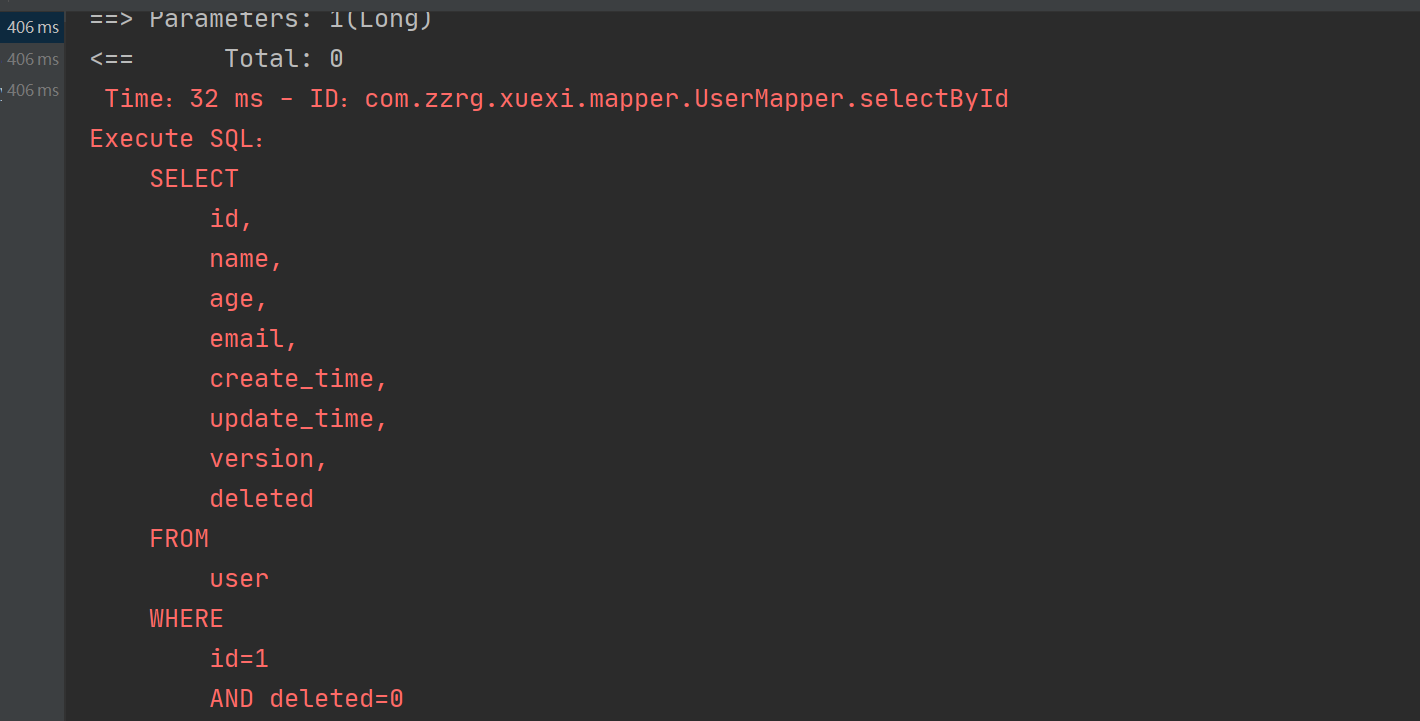 406 ms
406 ms
406 ms
==> Parameters: 1(Long)
<==      Total: 0
 Time：32 ms - ID：com.zzrg.xuexi.mapper.UserMapper.selectById
Execute SQL：
    SELECT
        id,
        name,
        age,
        email,
        create_time,
        update_time,
        version,
        deleted
    FROM
        user
    WHERE
        id=1
        AND deleted=0